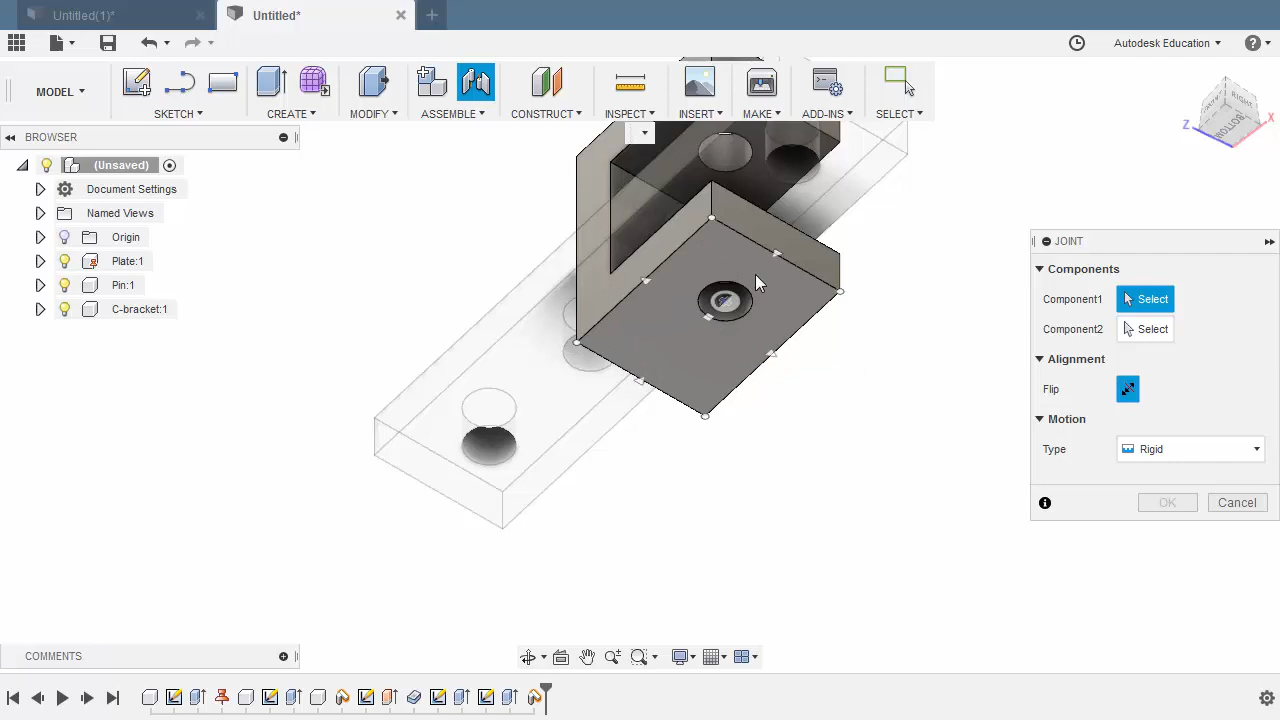 Untitled(1)*
Untitled*
Autodesk Education
MODEL
SKETCH
CREATE
MODIFY
ASSEMBLE
CONSTRUCT
INSPECT
INSERT
MAKE
ADD-INS
SELECT
RIGHT
BOTTOM
Z
X
BROWSER
(Unsaved)
Document Settings
Named Views
Origin
Plate:1
Pin:1
C-bracket:1
JOINT
Components
Component1 Select
Component2 Select
Alignment
Flip
Motion
Type Rigid
OK Cancel
COMMENTS